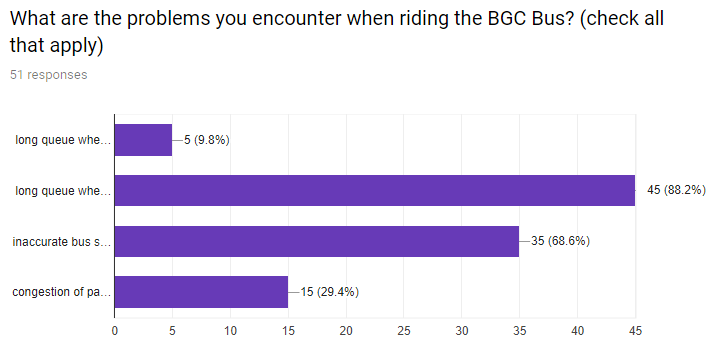 What are the problems you encounter when riding the BGC Bus? (check all
that apply)
51 responses
long queue whe... 5 (9.8%)
long queue whe... 45 (88.2%)
inaccurate bus s... 35 (68.6%)
congestion of pa... 15 (29.4%)
0 5 10 15 20 25 30 35 40 45